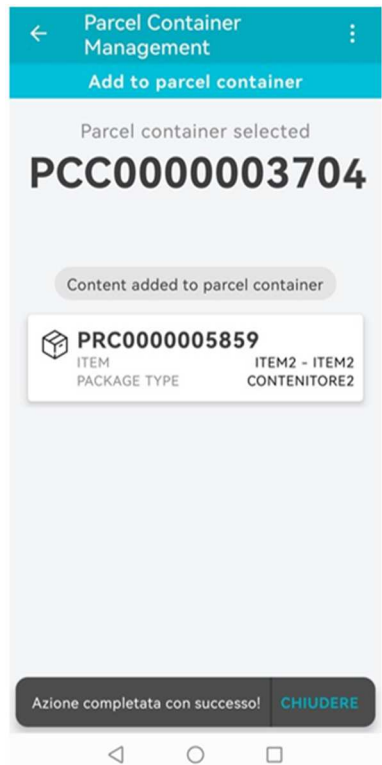 Parcel Container
Management
Add to parcel container
Parcel container selected
PCC0000003704
Content added to parcel container
PRC0000005859
ITEM ITEM2 - ITEM2
PACKAGE TYPE CONTENITORE2
Azione completata con successo! CHIUDERE